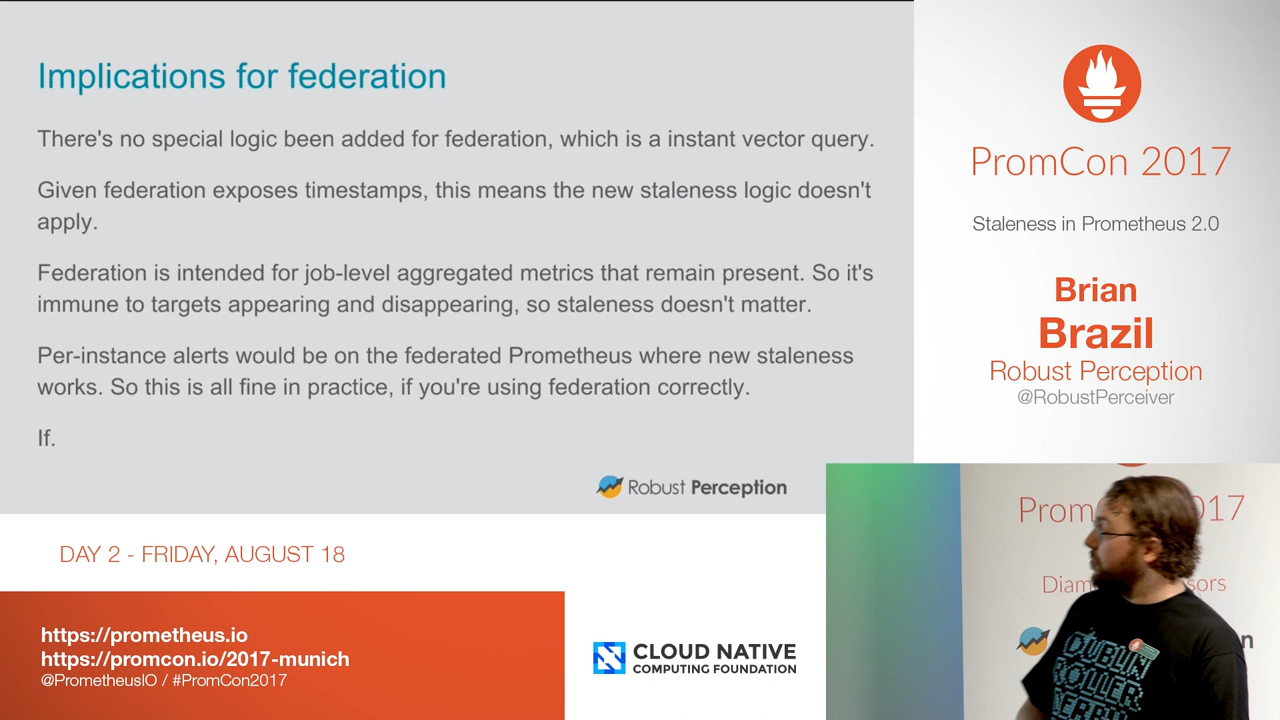 Implications for federation
There's no special logic been added for federation, which is a instant vector query.
Given federation exposes timestamps, this means the new staleness logic doesn't
apply.
Federation is intended for job-level aggregated metrics that remain present. So it's
immune to targets appearing and disappearing, so staleness doesn't matter.
Per-instance alerts would be on the federated Prometheus where new staleness
works. So this is all fine in practice, if you're using federation correctly.
If.
Robust Perception
PromCon 2017
Staleness in Prometheus 2.0
Brian
Brazil
Robust Perception
@RobustPerceiver
DAY 2 - FRIDAY, AUGUST 18
https://prometheus.io
https://promcon.io/2017-munich
@PrometheusIO / #PromCon2017
CLOUD NATIVE
COMPUTING FOUNDATION
DUBLIN
ROLLER